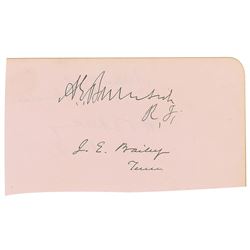 A E Burnside
R. I.
J. E. Bailey
Tenn